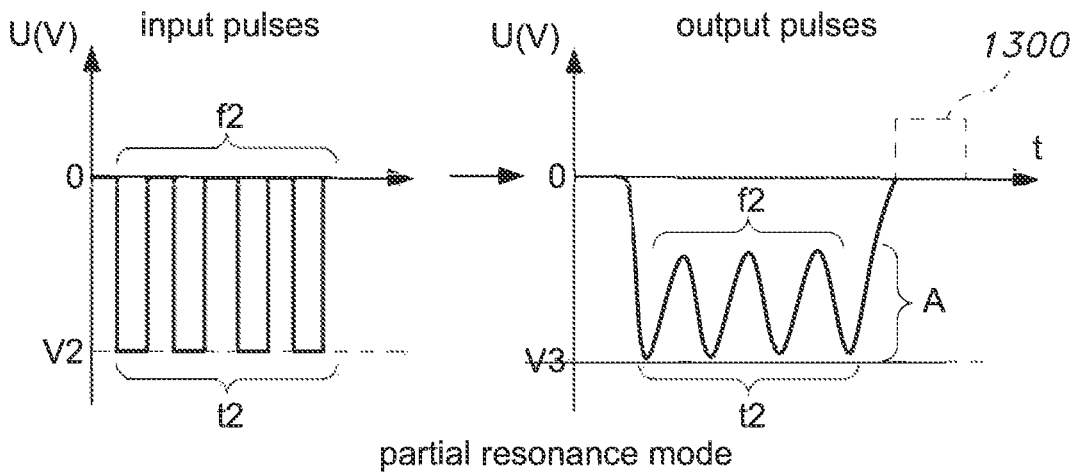 input pulses
output pulses
U(V)
U(V)
1300
f2
t
0
0
f2
A
V2
V3
t2
t2
partial resonance mode